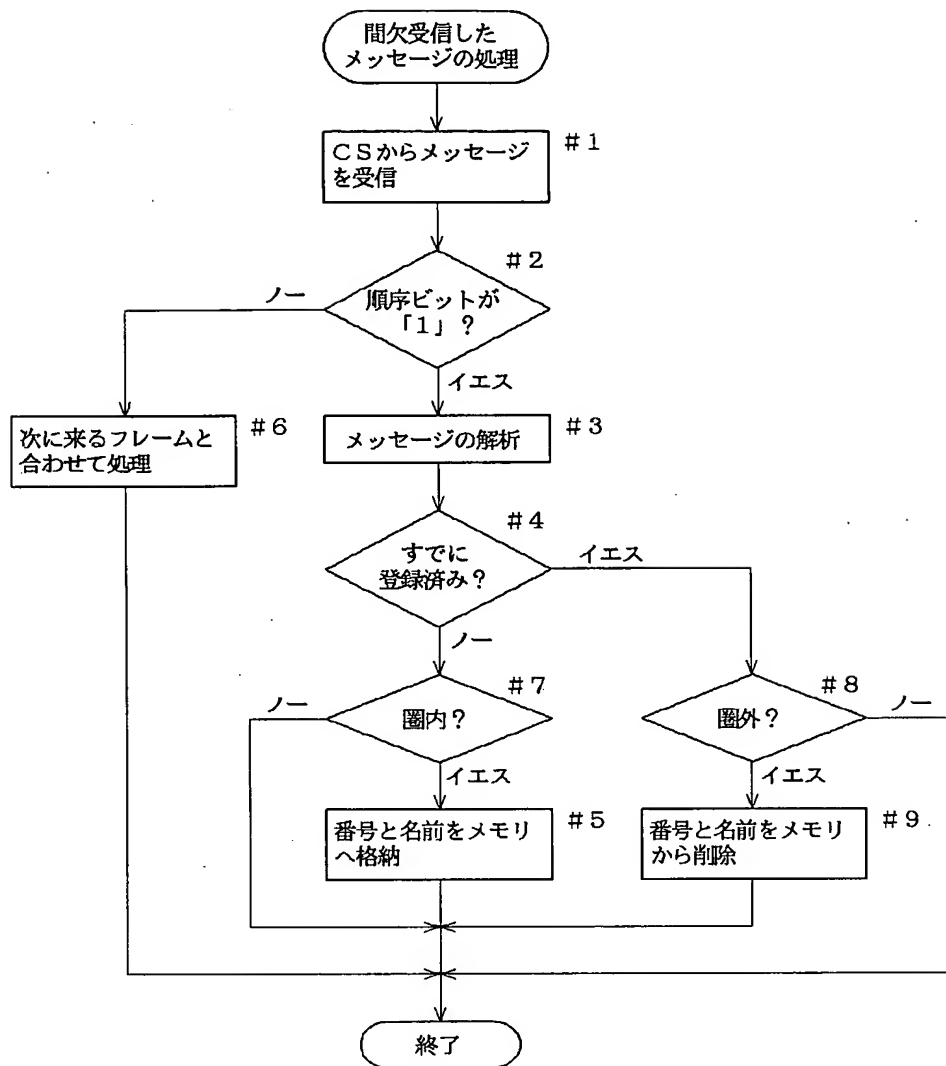 間欠受信した
メッセージの処理
CSからメッセージ
を受信
#1
#2
順序ビットが
「1」?
ノー
イエス
次に来るフレームと
合わせて処理
#6
メッセージの解析
#3
#4
すでに
登録済み?
イエス
ノー
#7
圏内?
ノー
イエス
#8
圏外?
ノー
イエス
番号と名前をメモリ
へ格納
#5
番号と名前をメモリ
から削除
#9
終了